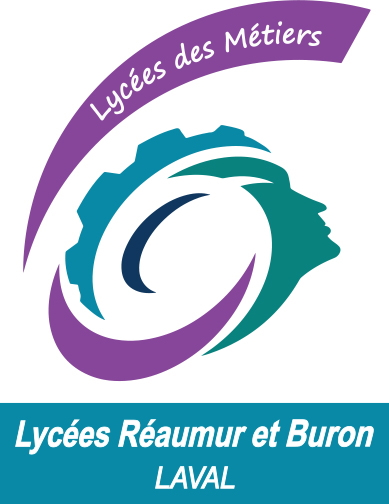 Lycées des Métiers
Lycées Réaumur et Buron
LAVAL